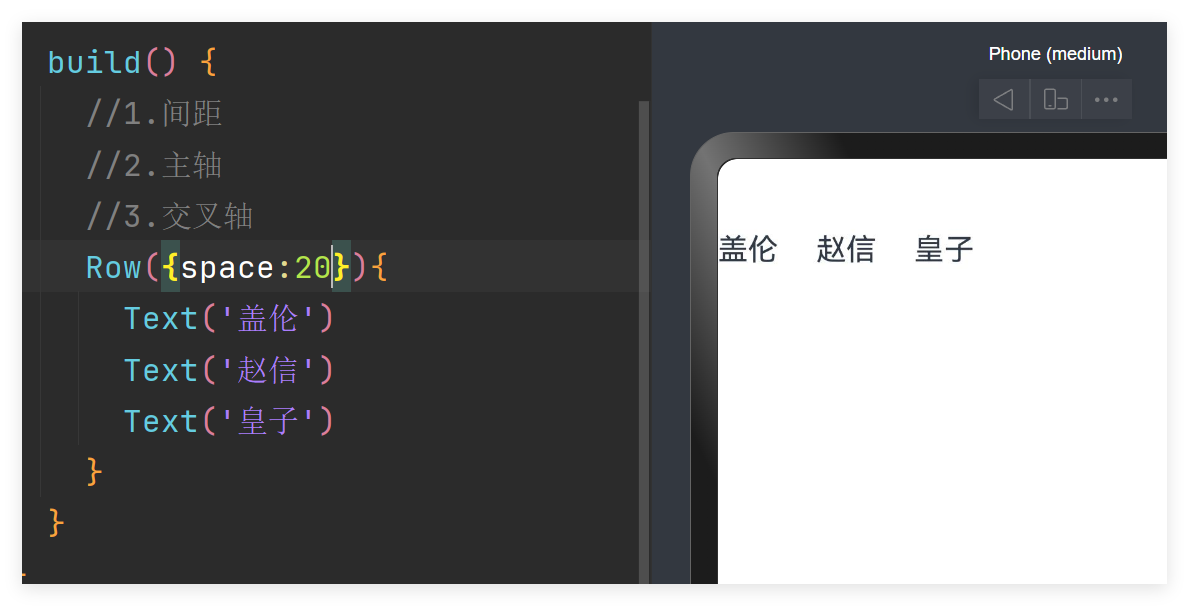 build() {
//1.间距
//2.主轴
//3.交叉轴
Row({space:20}){
Text('盖伦')
Text('赵信')
Text('皇子')
}
}
Phone (medium)
盖伦 赵信 皇子